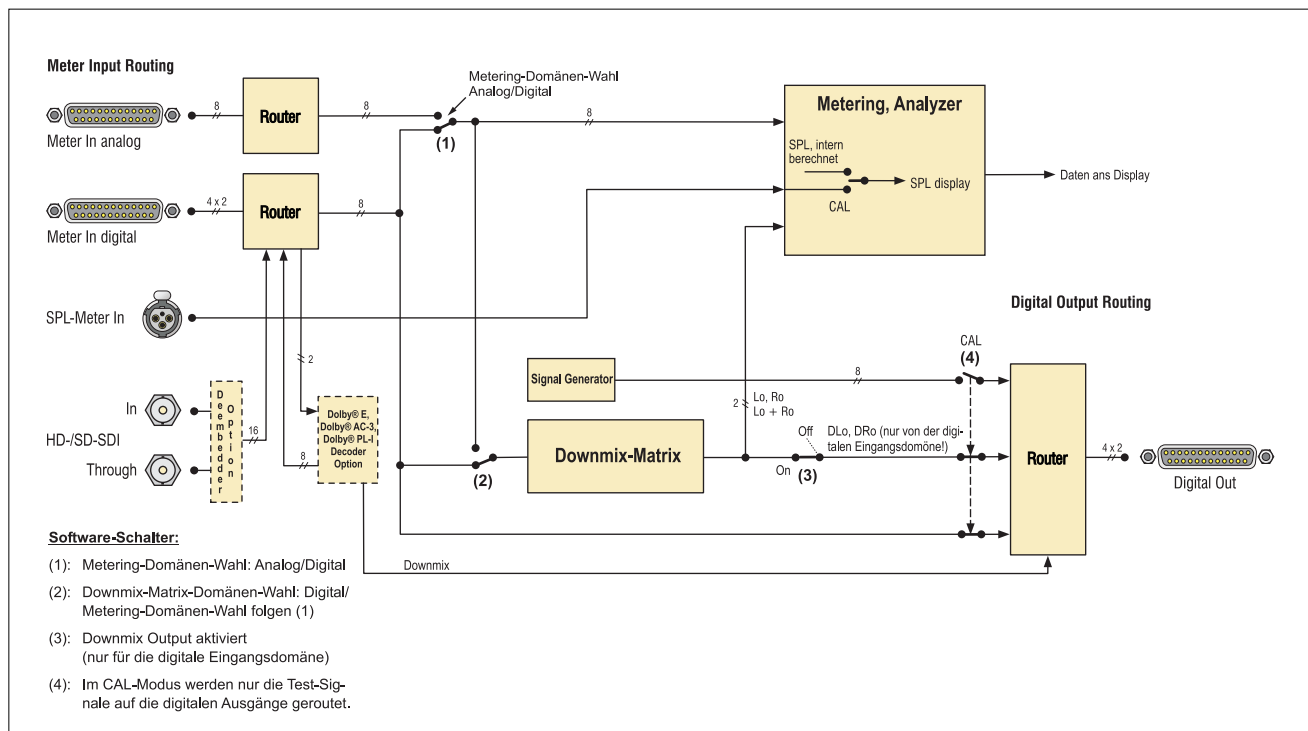 Meter Input Routing
8
Router
8
Metering-Domänen-Wahl
Analog/Digital
(1)
8
Meter In analog
Metering, Analyzer
SPL, intern
berechnet
SPL display
CAL
Daten ans Display
4 x 2
Router
8
Meter In digital
SPL-Meter In
2
Digital Output Routing
In
HD-/SD-SDI
Through
Deembedder
Option
16
8
Dolby® E,
Dolby® AC-3,
Dolby® PL-I
Decoder
Option
Signal Generator
8
CAL
(4)
2
Lo, Ro
Lo + Ro
(2)
Downmix-Matrix
Off
On
(3)
DLo, DRo (nur von der digi-
talen Eingangsdomöne!)
Router
4 x 2
Digital Out
Downmix
Software-Schalter:
(1): Metering-Domänen-Wahl: Analog/Digital
(2): Downmix-Matrix-Domänen-Wahl: Digital/
Metering-Domänen-Wahl folgen (1)
(3): Downmix Output aktiviert
(nur für die digitale Eingangsdomäne)
(4): Im CAL-Modus werden nur die Test-Sig-
nale auf die digitalen Ausgänge geroutet.